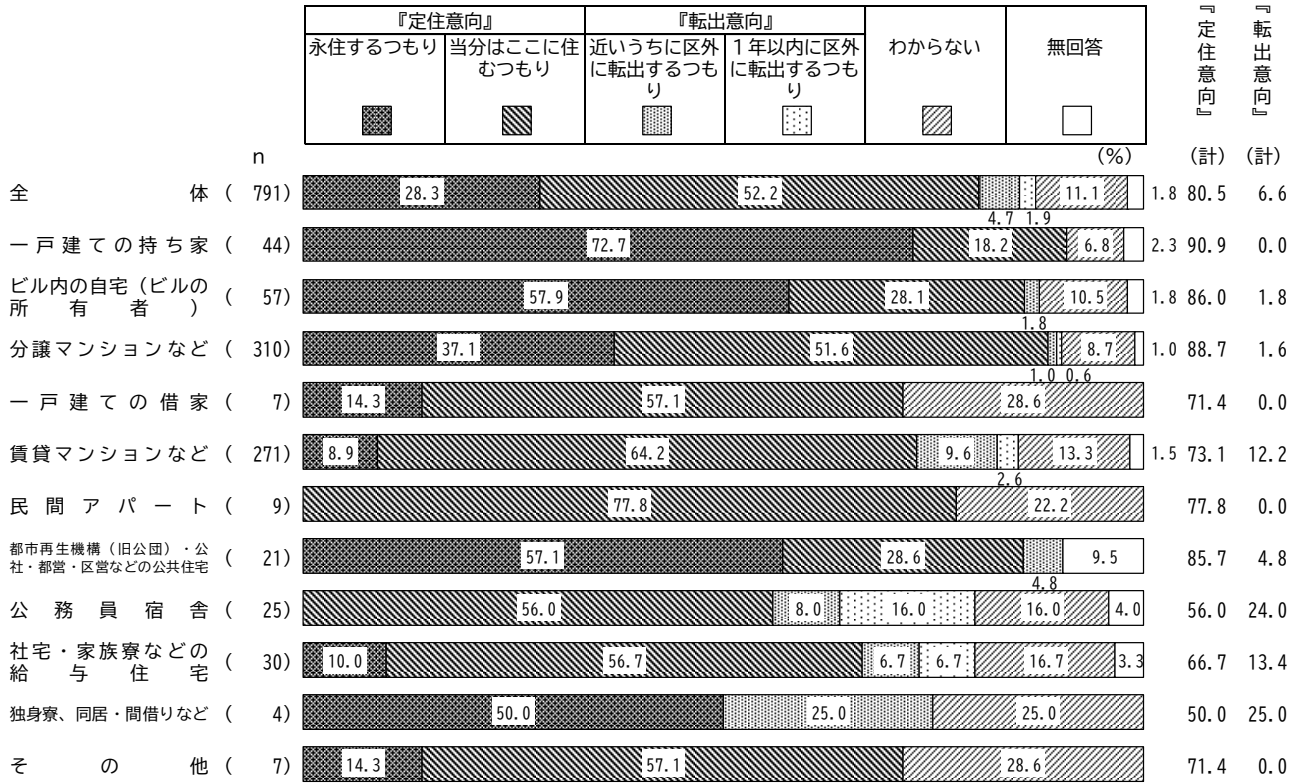 『定住意向』 『転出意向』
永住するつもり 当分はここに住 近いうちに区外 1年以内に区外 わからない 無回答
むつもり に転出するつも に転出するつも
り り
『定住意向』
『転出意向』
n (%) (計) (計)
全体 ( 791) 28.3 52.2 11.1 1.8 80.5 6.6
4.7 1.9
一戸建ての持ち家 ( 44) 72.7 18.2 6.8 2.3 90.9 0.0
ビル内の自宅(ビルの
所有者) ( 57) 57.9 28.1 10.5 1.8 86.0 1.8
1.8
分譲マンションなど ( 310) 37.1 51.6 8.7 1.0 88.7 1.6
1.0 0.6
一戸建ての借家 ( 7) 14.3 57.1 28.6 71.4 0.0
賃貸マンションなど ( 271) 8.9 64.2 9.6 13.3 1.5 73.1 12.2
2.6
民間アパート ( 9) 77.8 22.2 77.8 0.0
都市再生機構(旧公団)・公
社・都営・区営などの公共住宅 ( 21) 57.1 28.6 9.5 85.7 4.8
4.8
公務員宿舎 ( 25) 56.0 8.0 16.0 16.0 4.0 56.0 24.0
社宅・家族寮などの
給与住宅 ( 30) 10.0 56.7 6.7 6.7 16.7 3.3 66.7 13.4
独身寮、同居・間借りなど ( 4) 50.0 25.0 25.0 50.0 25.0
その他 ( 7) 14.3 57.1 28.6 71.4 0.0